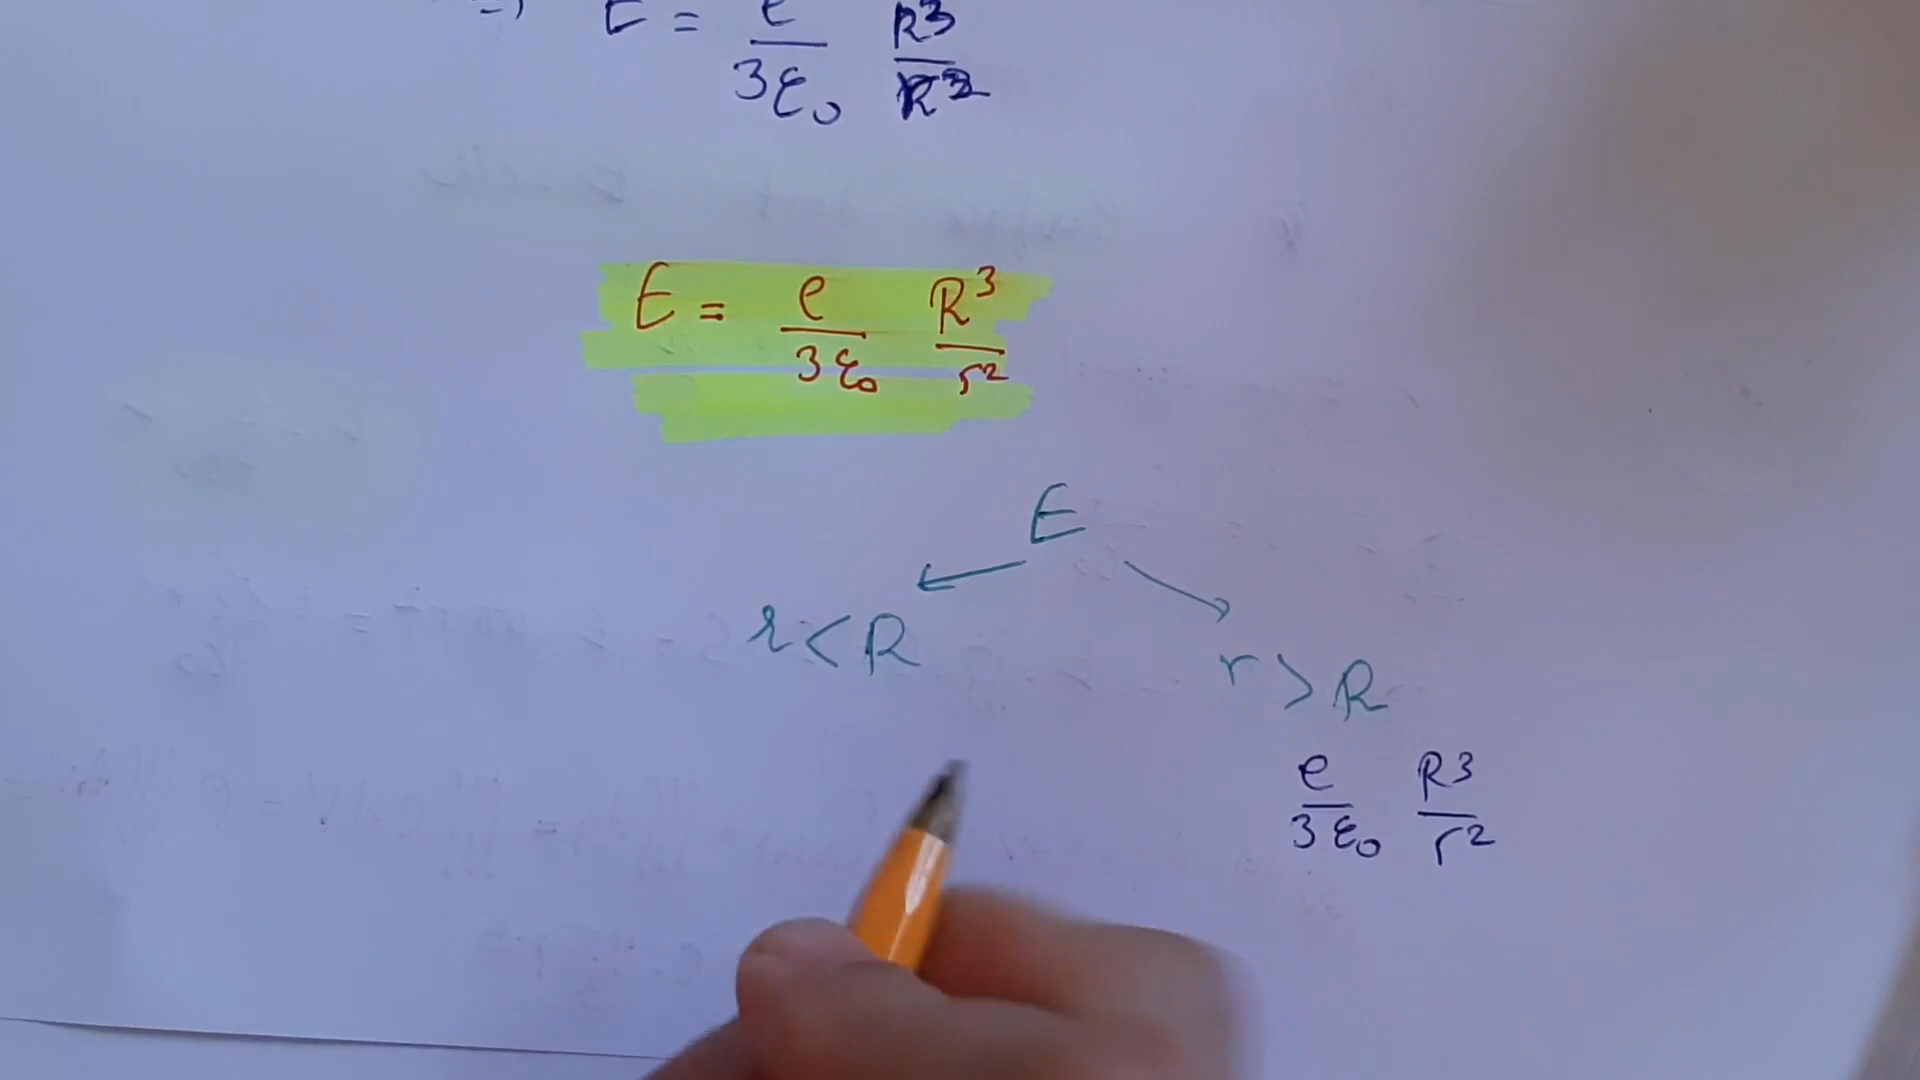 =) E = e/3ε₀ R³/R²
E = e/3ε₀ R³/r²
E
r < R
r > R
e/3ε₀ R³/r²